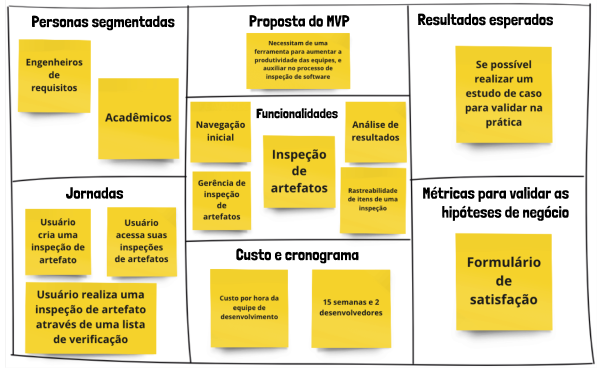 Personas segmentadas
Engenheiros
de
requisitos
Acadêmicos
Proposta do MVP
Necessitam de uma
ferramenta para aumentar a
produtividade das equipes, e
auxiliar no processo de
inspeção de software
Resultados esperados
Se possível
realizar um
estudo de caso
para validar na
prática
Funcionalidades
Navegação
inicial
Inspeção
de
artefatos
Análise de
resultados
Gerência de
inspeção
de
artefatos
Rastreabilidade
de itens de uma
inspeção
Jornadas
Usuário
cria uma
inspeção de
artefato
Usuário
acessa suas
inspeções
de artefatos
Usuário realiza uma
inspeção de artefato
através de uma lista
de verificação
Custo e cronograma
Custo por hora da
equipe de
desenvolvimento
15 semanas e 2
desenvolvedores
Métricas para validar as
hipóteses de negócio
Formulário
de
satisfação